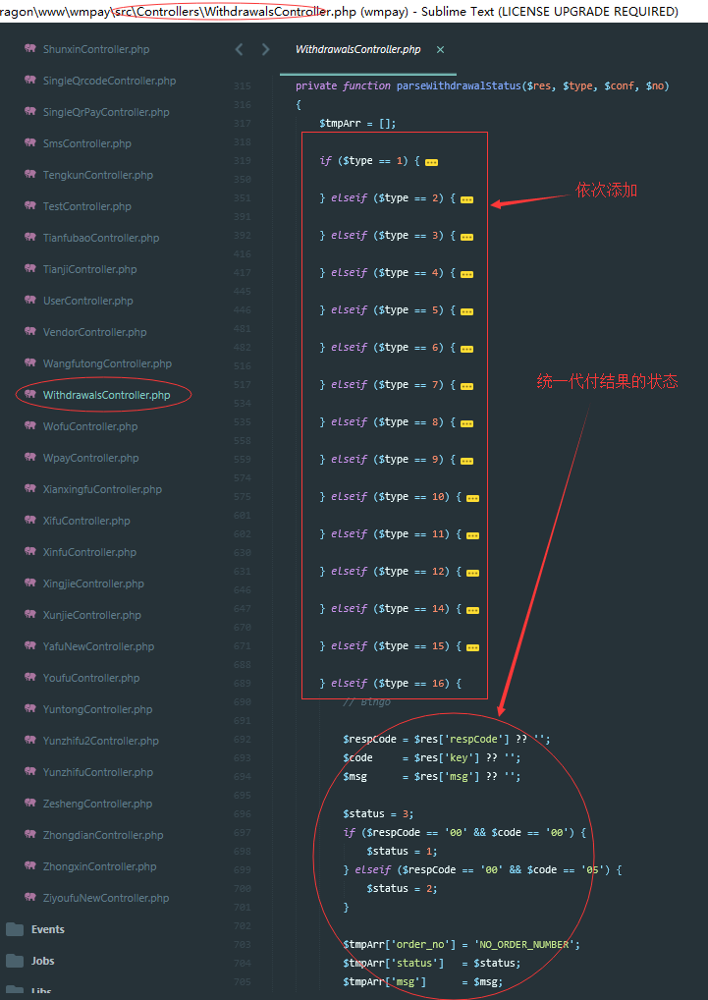 ragon\www\wmpay\src\Controllers\WithdrawalsController.php (wmpay) - Sublime Text (LICENSE UPGRADE REQUIRED)
ShunxinController.php
SingleQrcodeController.php
SingleQrPayController.php
SmsController.php
TengkunController.php
TestController.php
TianfubaoController.php
TianjiController.php
UserController.php
VendorController.php
WangfutongController.php
WithdrawalsController.php
WofuController.php
WpayController.php
XianxingfuController.php
XifuController.php
XinfuController.php
XingjieController.php
XunjieController.php
YafuNewController.php
YoufuController.php
YuntongController.php
Yunzhifu2Controller.php
YunzhifuController.php
ZheshengController.php
ZhongdianController.php
ZhongxinController.php
ZiyoufuNewController.php
Events
Jobs
Libs
WithdrawalsController.php ×
315 private function parseWithdrawalStatus($res, $type, $conf, $no)
316 {
317 $tmpArr = [];
318
319 if ($type == 1) {
350
351 } elseif ($type == 2) {
391
392 } elseif ($type == 3) {
416
417 } elseif ($type == 4) {
445
446 } elseif ($type == 5) {
481
482 } elseif ($type == 6) {
516
517 } elseif ($type == 7) {
534
535 } elseif ($type == 8) {
558
559 } elseif ($type == 9) {
574
575 } elseif ($type == 10) {
601
602 } elseif ($type == 11) {
630
631 } elseif ($type == 12) {
646
647 } elseif ($type == 14) {
670
671 } elseif ($type == 15) {
688
689 } elseif ($type == 16) {
690 // Bingo
691
692 $respCode = $res['respCode'] ?? '';
693 $code = $res['key'] ?? '';
694 $msg = $res['msg'] ?? '';
695
696 $status = 3;
697 if ($respCode == '00' && $code == '00') {
698 $status = 1;
699 } elseif ($respCode == '00' && $code == '05') {
700 $status = 2;
701 }
702
703 $tmpArr['order_no'] = 'NO_ORDER_NUMBER';
704 $tmpArr['status'] = $status;
705 $tmpArr['msg'] = $msg;
依次添加
统一代付结果的状态